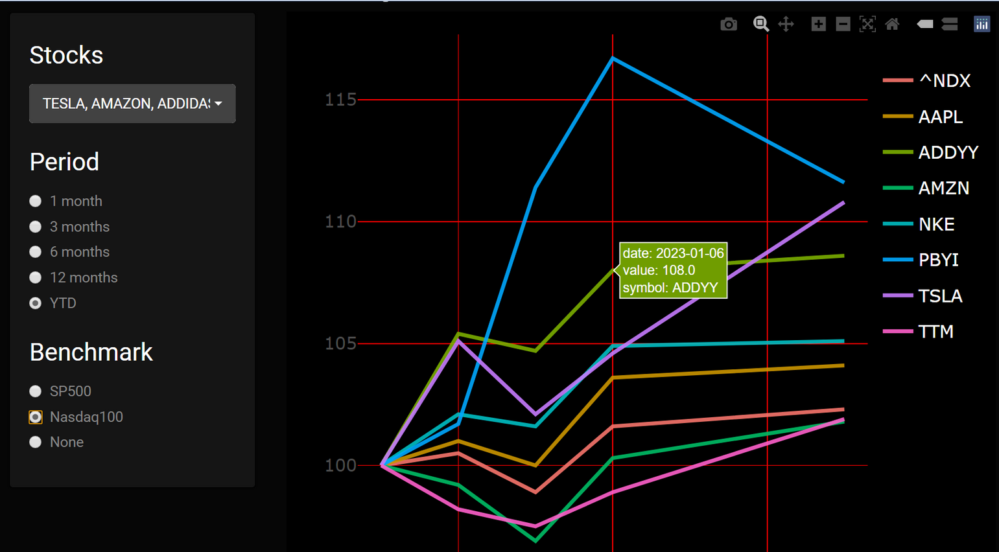 Stocks
TESLA, AMAZON, ADDIDAS
Period
1 month
3 months
6 months
12 months
YTD
Benchmark
SP500
Nasdaq100
None
115
110
105
100
date: 2023-01-06
value: 108.0
symbol: ADDYY
^NDX
AAPL
ADDYY
AMZN
NKE
PBYI
TSLA
TTM